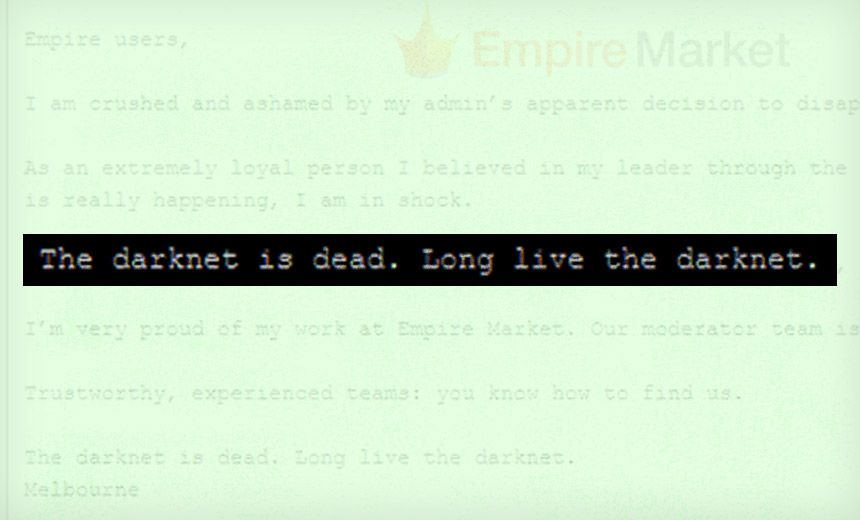 Empire Market
Empire users,
I am crushed and ashamed by my admin's apparent decision to disap
As an extremely loyal person I believed in my leader through the
is really happening, I am in shock.
The darknet is dead. Long live the darknet.
I'm very proud of my work at Empire Market. Our moderator team is
Trustworthy, experienced teams: you know how to find us.
The darknet is dead. Long live the darknet.
Melbourne